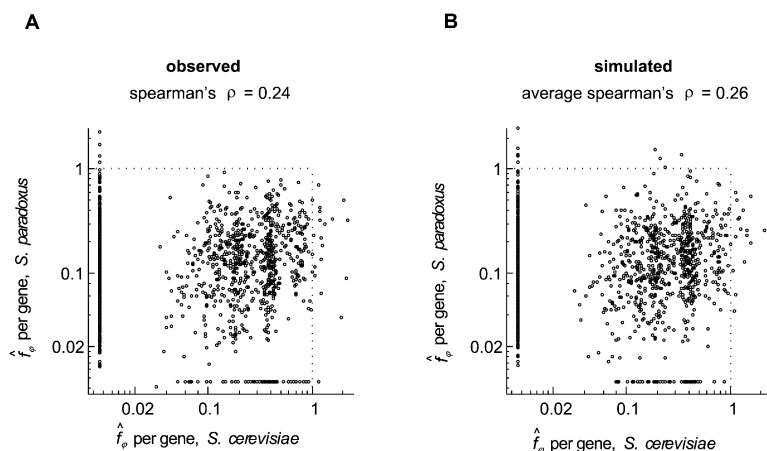 A
observed
spearman's ρ = 0.24
f̂φ per gene, S. paradoxus
1
0.1
0.02
0.02 0.1 1
f̂φ per gene, S. cerevisiae
B
simulated
average spearman's ρ = 0.26
f̂φ per gene, S. paradoxus
1
0.1
0.02
0.02 0.1 1
f̂φ per gene, S. cerevisiae